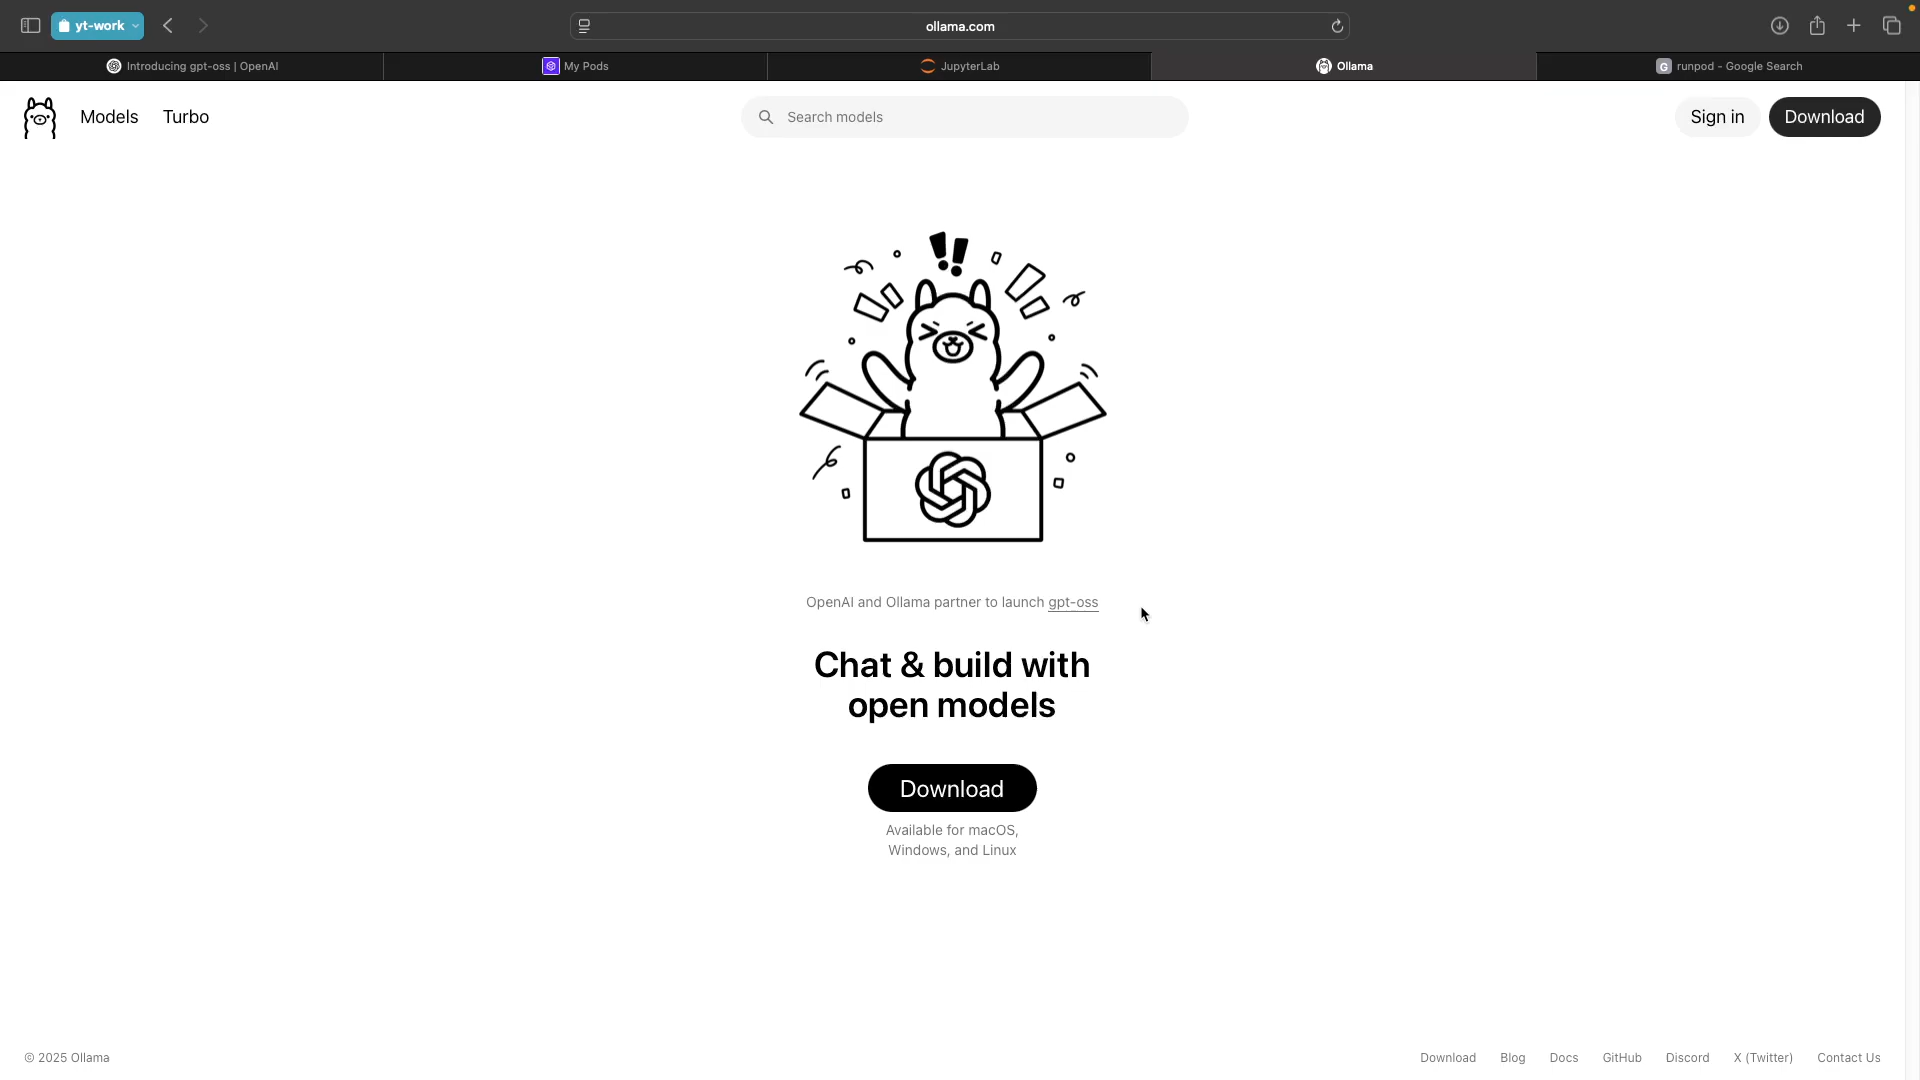 yt-work
ollama.com
Introducing gpt-oss | OpenAI
My Pods
JupyterLab
Ollama
G runpod - Google Search
Models
Turbo
Search models
Sign in
Download
!!
OpenAI and Ollama partner to launch gpt-oss
Chat & build with
open models
Download
Available for macOS,
Windows, and Linux
© 2025 Ollama
Download
Blog
Docs
GitHub
Discord
X (Twitter)
Contact Us